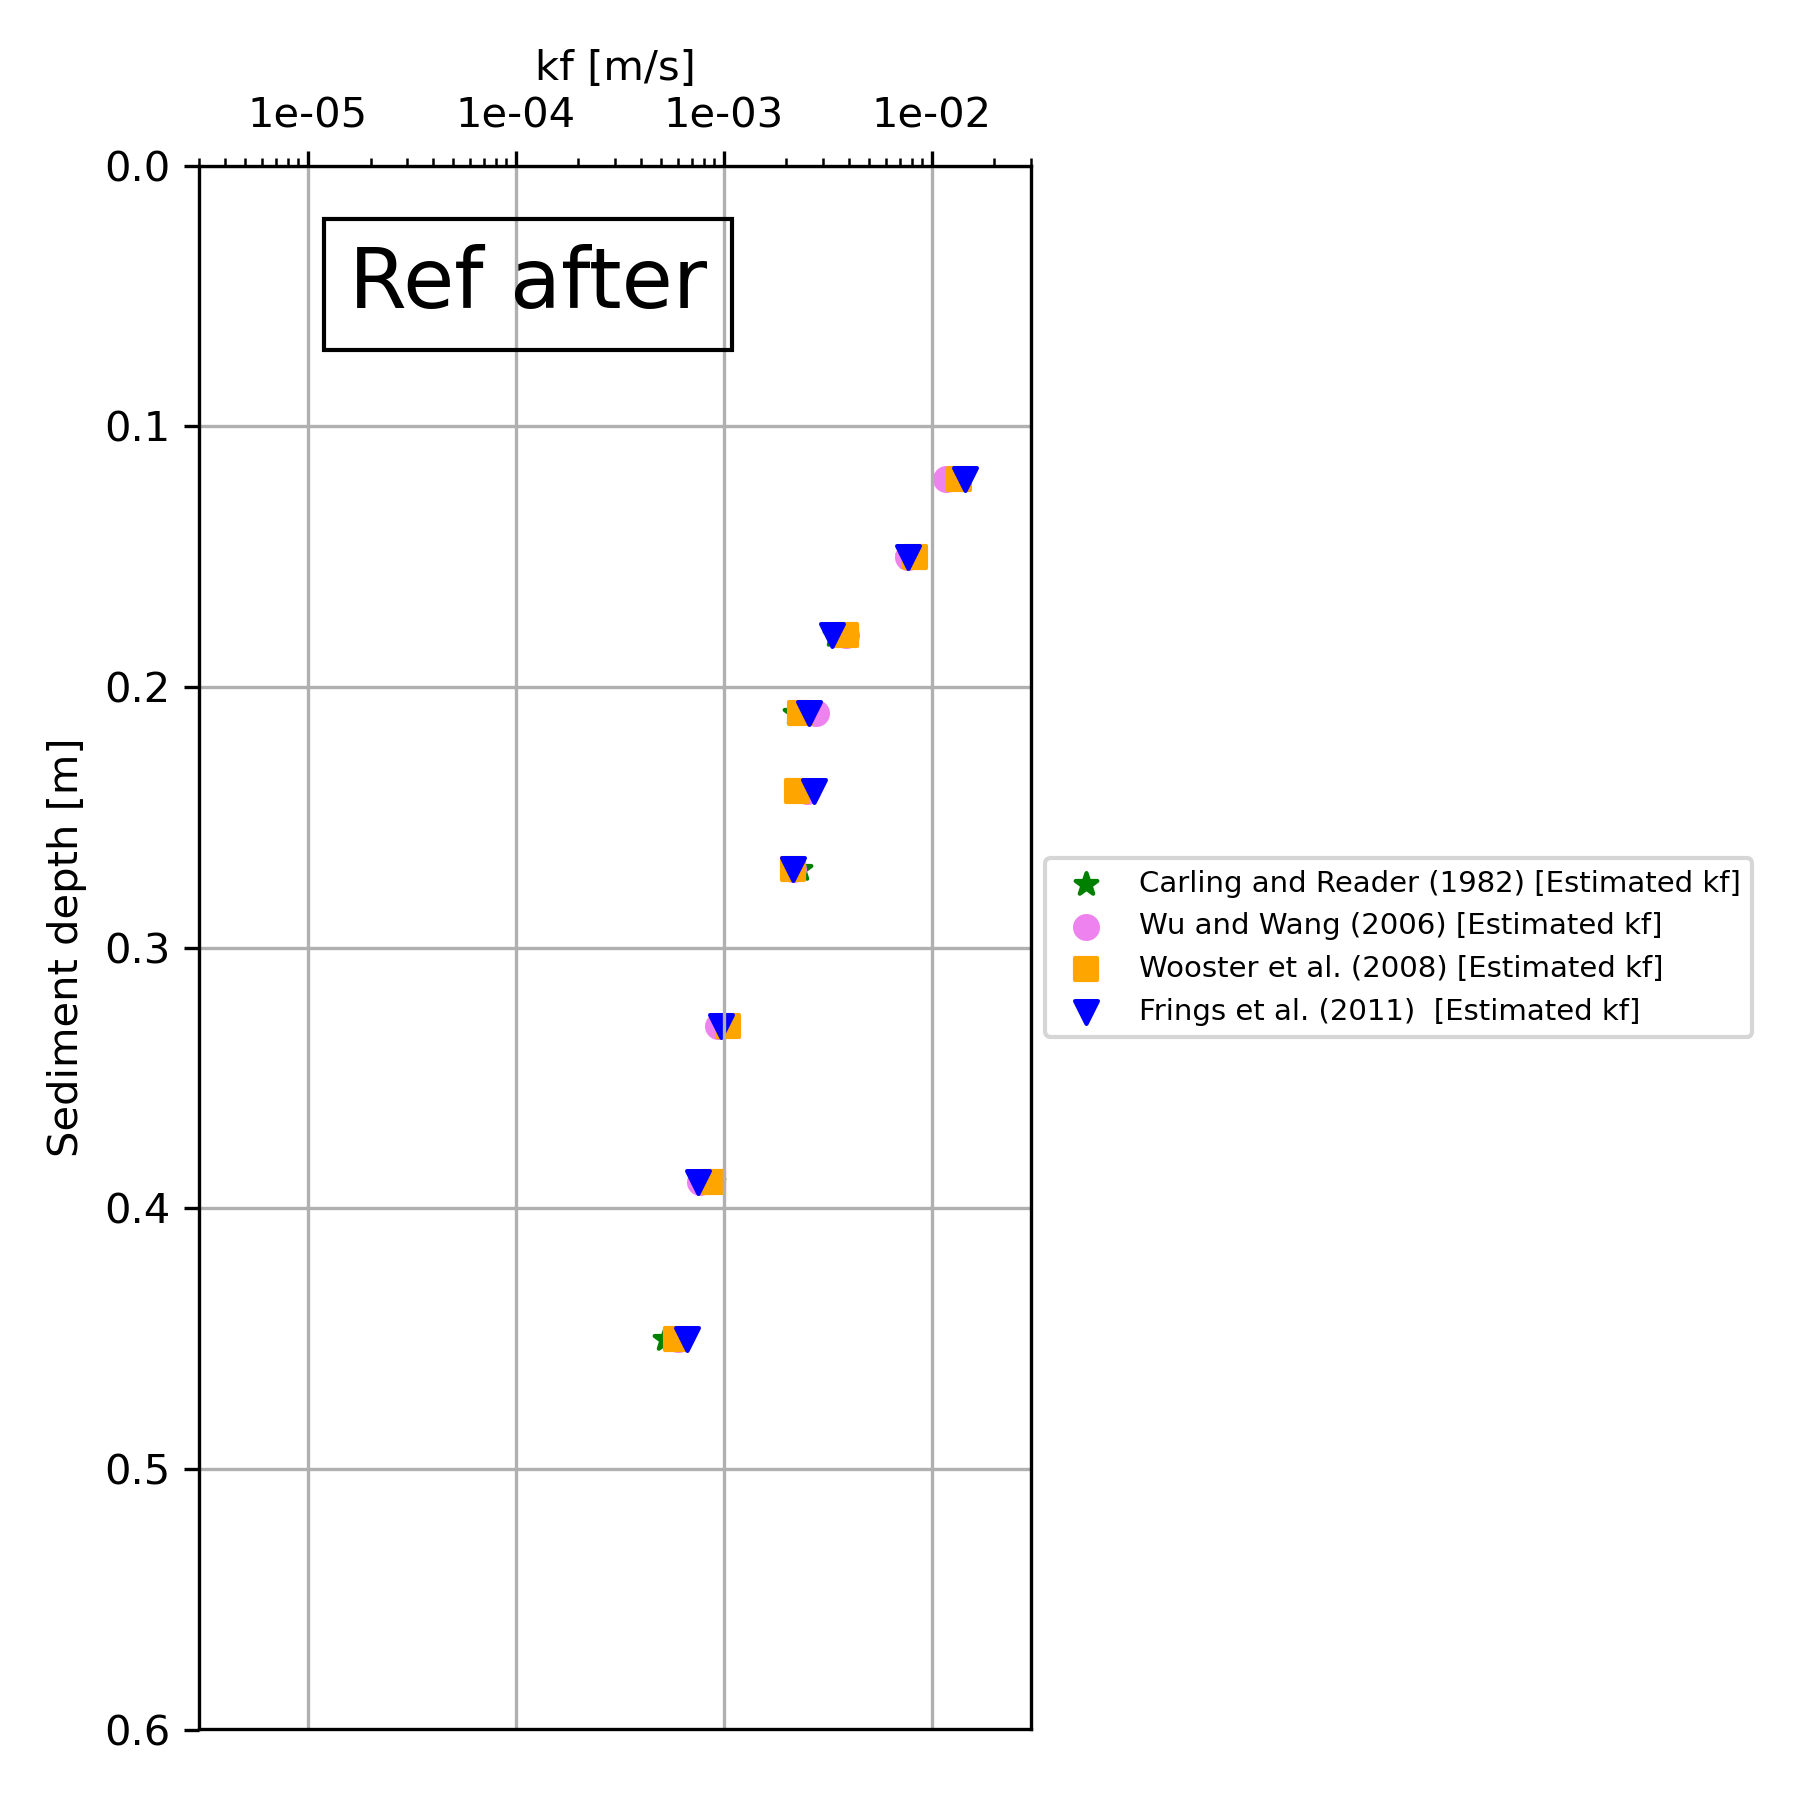 kf [m/s]
1e-05 1e-04 1e-03 1e-02
0.0
Ref after
0.1
0.2
0.3
0.4
0.5
0.6
Sediment depth [m]
Carling and Reader (1982) [Estimated kf]
Wu and Wang (2006) [Estimated kf]
Wooster et al. (2008) [Estimated kf]
Frings et al. (2011)  [Estimated kf]